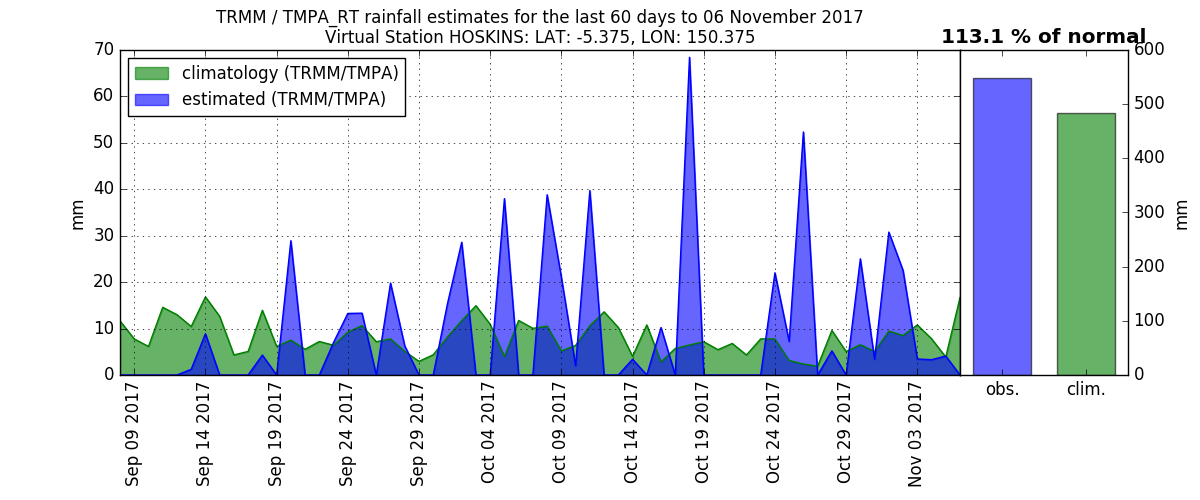 TRMM / TMPA_RT rainfall estimates for the last 60 days to 06 November 2017
Virtual Station HOSKINS: LAT: -5.375, LON: 150.375
113.1 % of normal
climatology (TRMM/TMPA)
estimated (TRMM/TMPA)
70
60
50
40
30
20
10
0
mm
Sep 09 2017
Sep 14 2017
Sep 19 2017
Sep 24 2017
Sep 29 2017
Oct 04 2017
Oct 09 2017
Oct 14 2017
Oct 19 2017
Oct 24 2017
Oct 29 2017
Nov 03 2017
600
500
400
300
200
100
0
mm
obs.
clim.